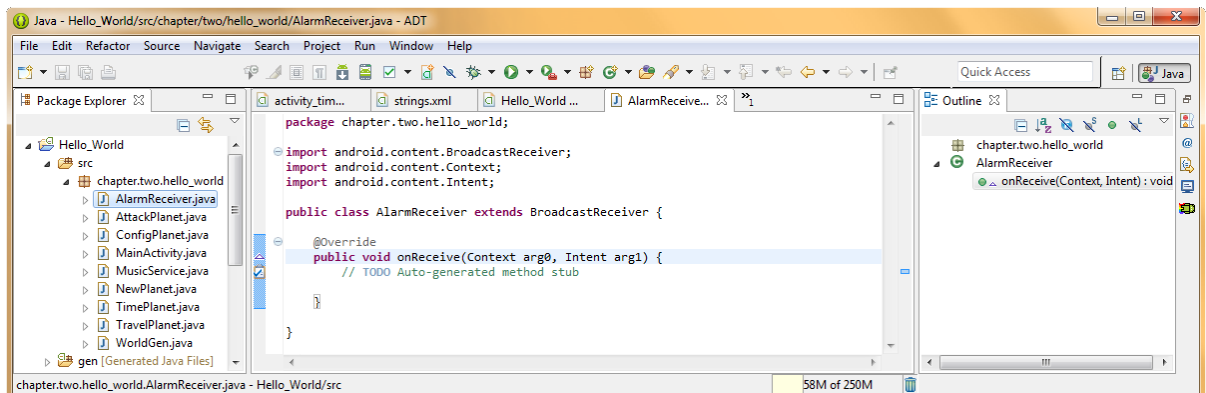 Java - Hello_World/src/chapter/two/hello_world/AlarmReceiver.java - ADT
File Edit Refactor Source Navigate Search Project Run Window Help
Quick Access
Java
Package Explorer
activity_tim...
strings.xml
Hello_World ...
AlarmReceive...
»1
Outline
Hello_World
src
chapter.two.hello_world
AlarmReceiver.java
AttackPlanet.java
ConfigPlanet.java
MainActivity.java
MusicService.java
NewPlanet.java
TimePlanet.java
TravelPlanet.java
WorldGen.java
gen [Generated Java Files]
package chapter.two.hello_world;
import android.content.BroadcastReceiver;
import android.content.Context;
import android.content.Intent;
public class AlarmReceiver extends BroadcastReceiver {
@Override
public void onReceive(Context arg0, Intent arg1) {
// TODO Auto-generated method stub
}
}
chapter.two.hello_world
AlarmReceiver
onReceive(Context, Intent) : void
chapter.two.hello_world.AlarmReceiver.java - Hello_World/src
58M of 250M